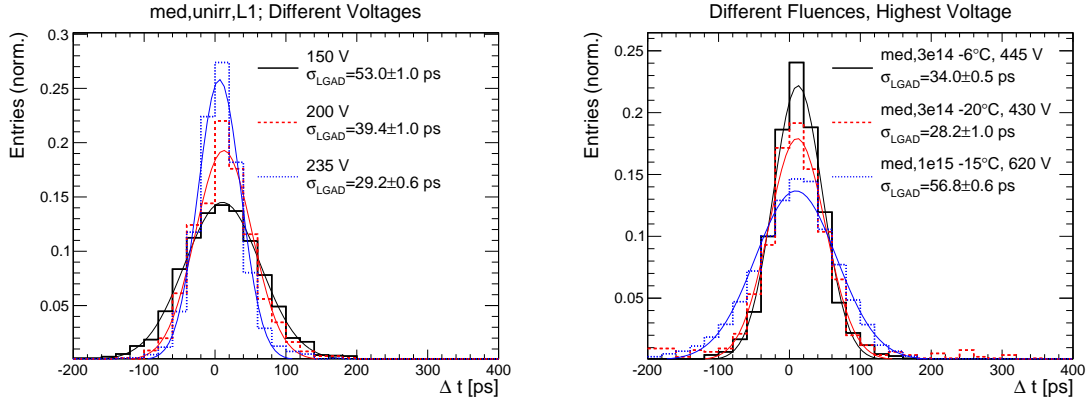 med,unirr,L1; Different Voltages
Entries (norm.)
0.3
0.25
0.2
0.15
0.1
0.05
150 V
σLGAD=53.0±1.0 ps
200 V
σLGAD=39.4±1.0 ps
235 V
σLGAD=29.2±0.6 ps
-200 -100 0 100 200 300 400
Δ t [ps]
Different Fluences, Highest Voltage
Entries (norm.)
0.25
0.2
0.15
0.1
0.05
med,3e14 -6°C, 445 V
σLGAD=34.0±0.5 ps
med,3e14 -20°C, 430 V
σLGAD=28.2±1.0 ps
med,1e15 -15°C, 620 V
σLGAD=56.8±0.6 ps
-200 -100 0 100 200 300 400
Δ t [ps]